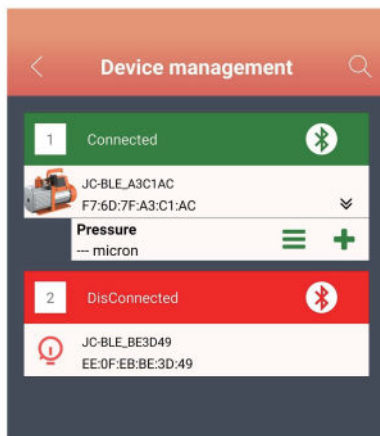 Device management
1 Connected
JC-BLE_A3C1AC
F7:6D:7F:A3:C1:AC
Pressure
--- micron
2 DisConnected
JC-BLE_BE3D49
EE:0F:EB:BE:3D:49